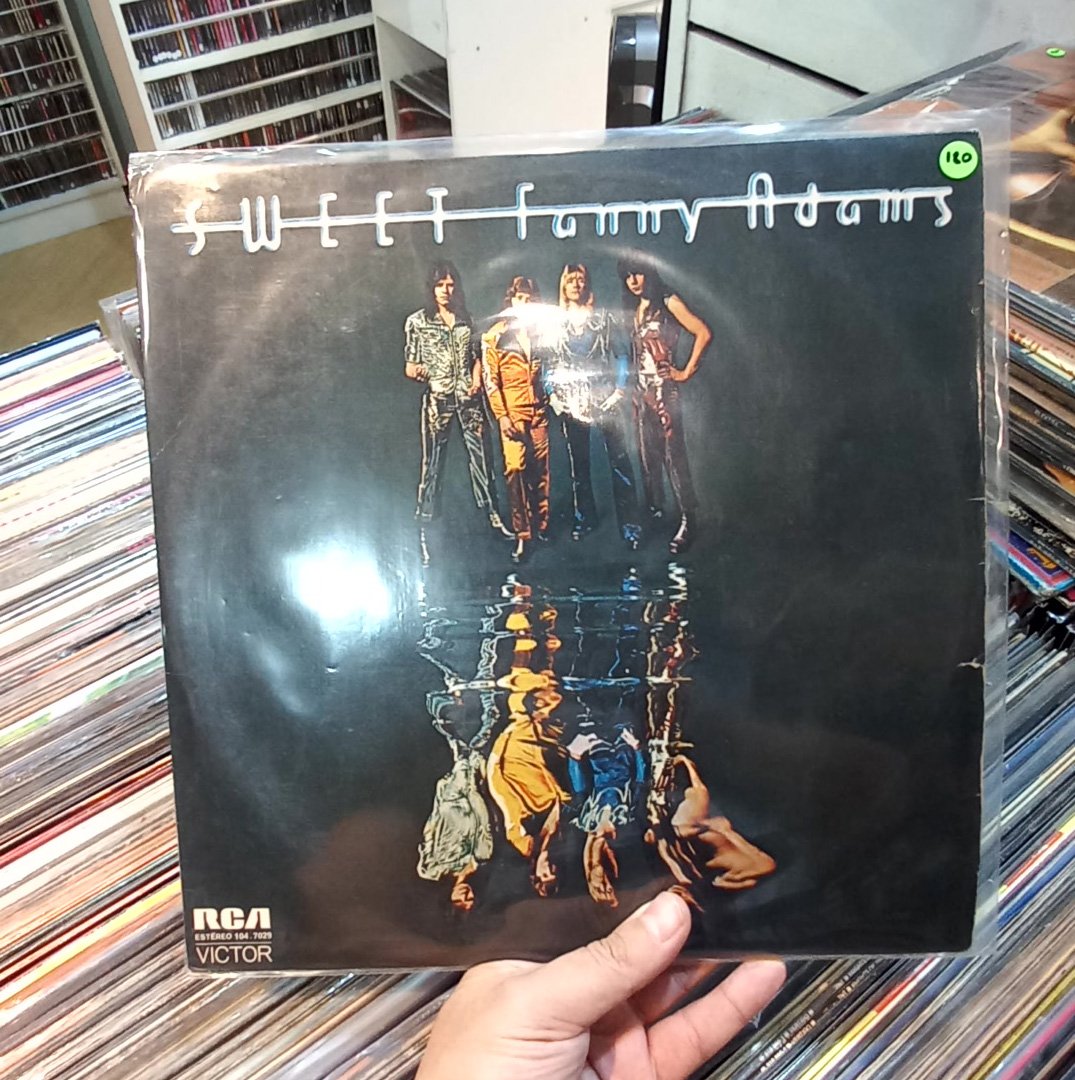 180
SWEET Fanny Adams
RCA
ESTÉREO 104.7029
VICTOR